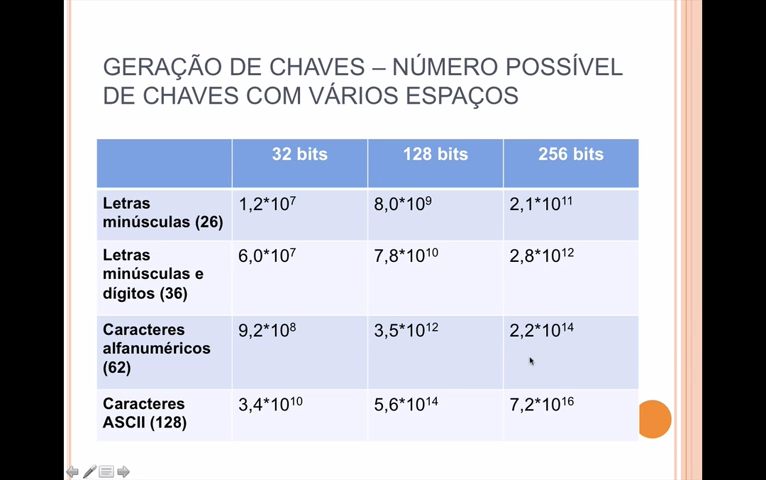 GERAÇÃO DE CHAVES – NÚMERO POSSÍVEL
DE CHAVES COM VÁRIOS ESPAÇOS
32 bits 128 bits 256 bits
Letras
minúsculas (26)
1,2*10⁷ 8,0*10⁹ 2,1*10¹¹
Letras
minúsculas e
dígitos (36)
6,0*10⁷ 7,8*10¹⁰ 2,8*10¹²
Caracteres
alfanuméricos
(62)
9,2*10⁸ 3,5*10¹² 2,2*10¹⁴
Caracteres
ASCII (128)
3,4*10¹⁰ 5,6*10¹⁴ 7,2*10¹⁶